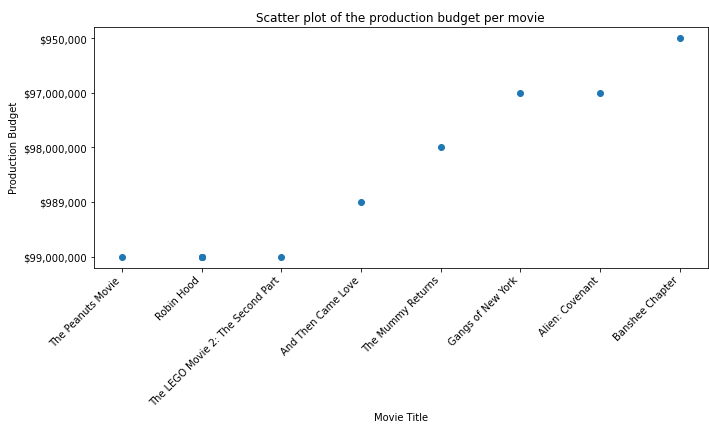 Scatter plot of the production budget per movie
Production Budget
$950,000
$97,000,000
$98,000,000
$989,000
$99,000,000
The Peanuts Movie
Robin Hood
The LEGO Movie 2: The Second Part
And Then Came Love
The Mummy Returns
Gangs of New York
Alien: Covenant
Banshee Chapter
Movie Title